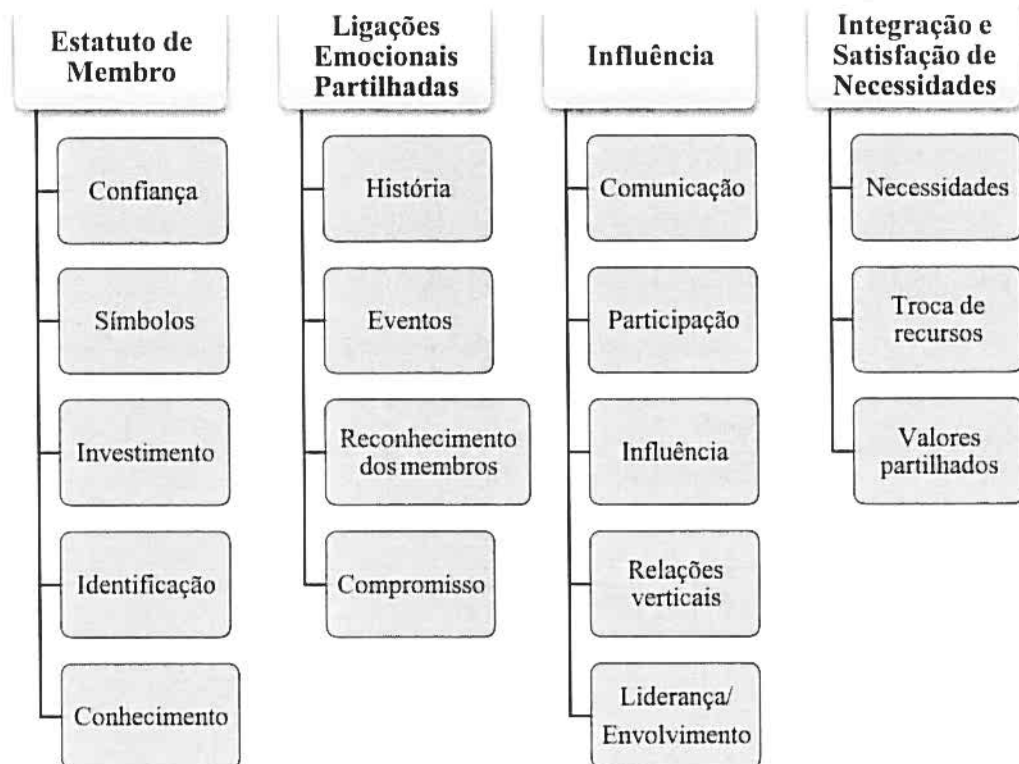 Estatuto de
Membro
Confiança
Símbolos
Investimento
Identificação
Conhecimento
Ligações
Emocionais
Partilhadas
História
Eventos
Reconhecimento
dos membros
Compromisso
Influência
Comunicação
Participação
Influência
Relações
verticais
Liderança/
Envolvimento
Integração e
Satisfação de
Necessidades
Necessidades
Troca de
recursos
Valores
partilhados